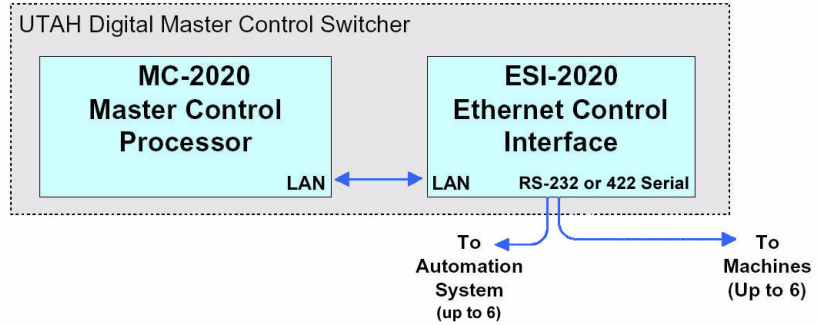 UTAH Digital Master Control Switcher
MC-2020
Master Control
Processor
LAN
ESI-2020
Ethernet Control
Interface
LAN
RS-232 or 422 Serial
To
Automation
System
(up to 6)
To
Machines
(Up to 6)